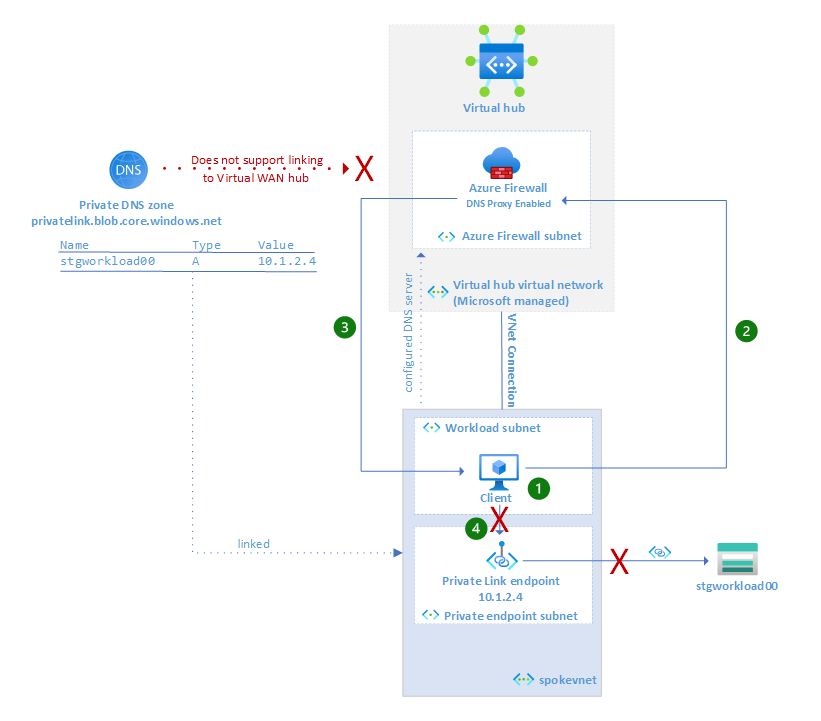 Virtual hub
DNS
Does not support linking
to Virtual WAN hub
X
Private DNS zone
privatelink.blob.core.windows.net
Name Type Value
stgworkload00 A 10.1.2.4
Azure Firewall
DNS Proxy Enabled
Azure Firewall subnet
Virtual hub virtual network
(Microsoft managed)
configured DNS server
VNet Connection
3
2
Workload subnet
Client
1
4
X
linked
Private Link endpoint
10.1.2.4
Private endpoint subnet
X
stgworkload00
spokevnet